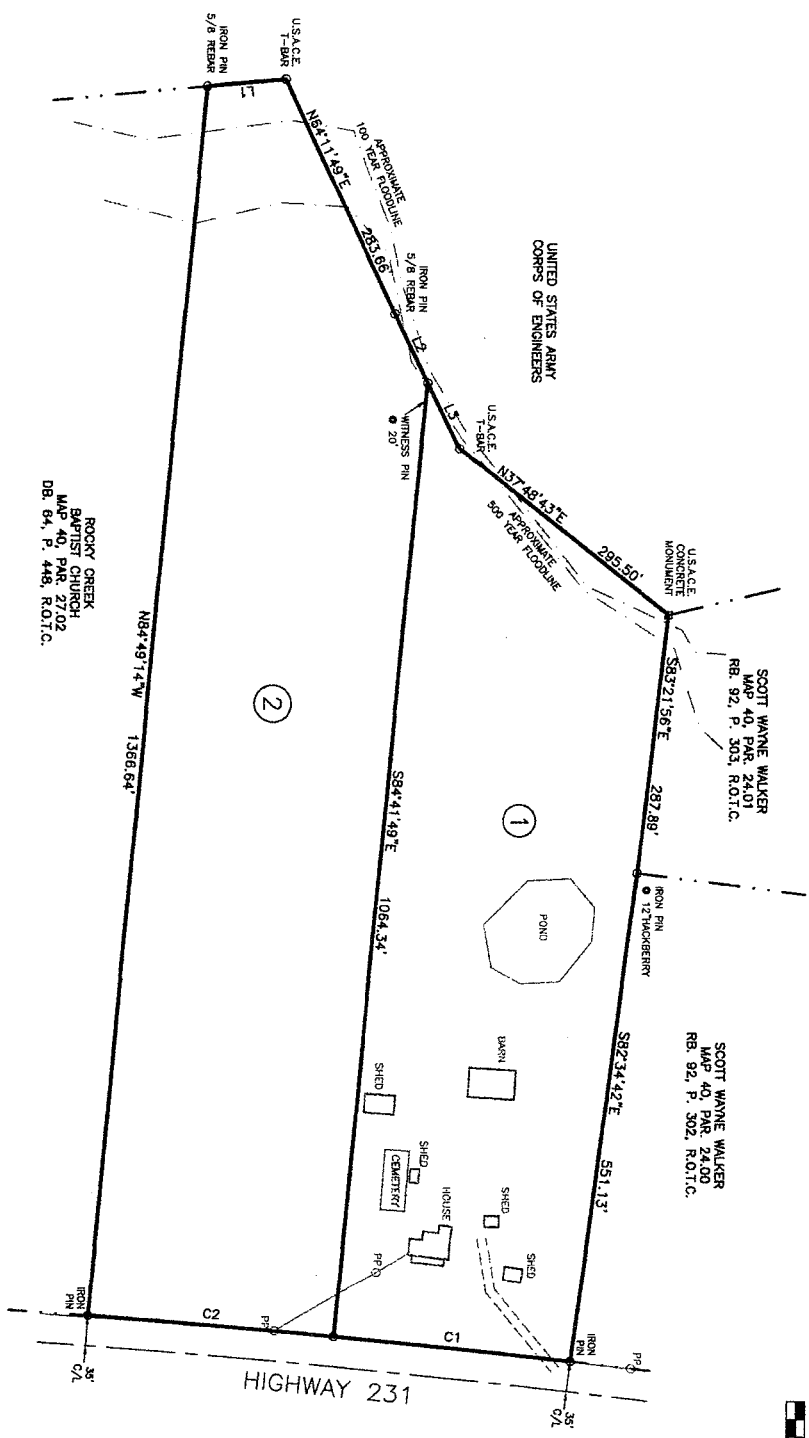 U.S.A.C.E.
T-BAR
IRON PIN
5/8 REBAR
L1
N64°11'49"E
283.66'
APPROXIMATE
100 YEAR FLOODLINE
IRON PIN
5/8 REBAR
L2
UNITED STATES ARMY
CORPS OF ENGINEERS
WITNESS PIN
@ 20'
L3
U.S.A.C.E.
T-BAR
N37°48'43"E
295.50'
APPROXIMATE
500 YEAR FLOODLINE
U.S.A.C.E.
CONCRETE
MONUMENT
SCOTT WAYNE WALKER
MAP 40, PAR. 24.01
RB. 92, P. 303, R.O.T.C.
S83°21'56"E
287.89'
IRON PIN
@ 12"HACKBERRY
SCOTT WAYNE WALKER
MAP 40, PAR. 24.00
RB. 92, P. 302, R.O.T.C.
S82°34'42"E
551.13'
1
POND
BARN
SHED
SHED
CEMETERY
HOUSE
SHED
SHED
PP
S84°41'49"E
1064.34'
2
ROCKY CREEK
BAPTIST CHURCH
MAP 40, PAR. 27.02
DB. 64, P. 448, R.O.T.C.
N84°49'14"W
1366.64'
IRON
PIN
C2
PP
C1
IRON
PIN
PP
35'
C/L
35'
C/L
HIGHWAY 231